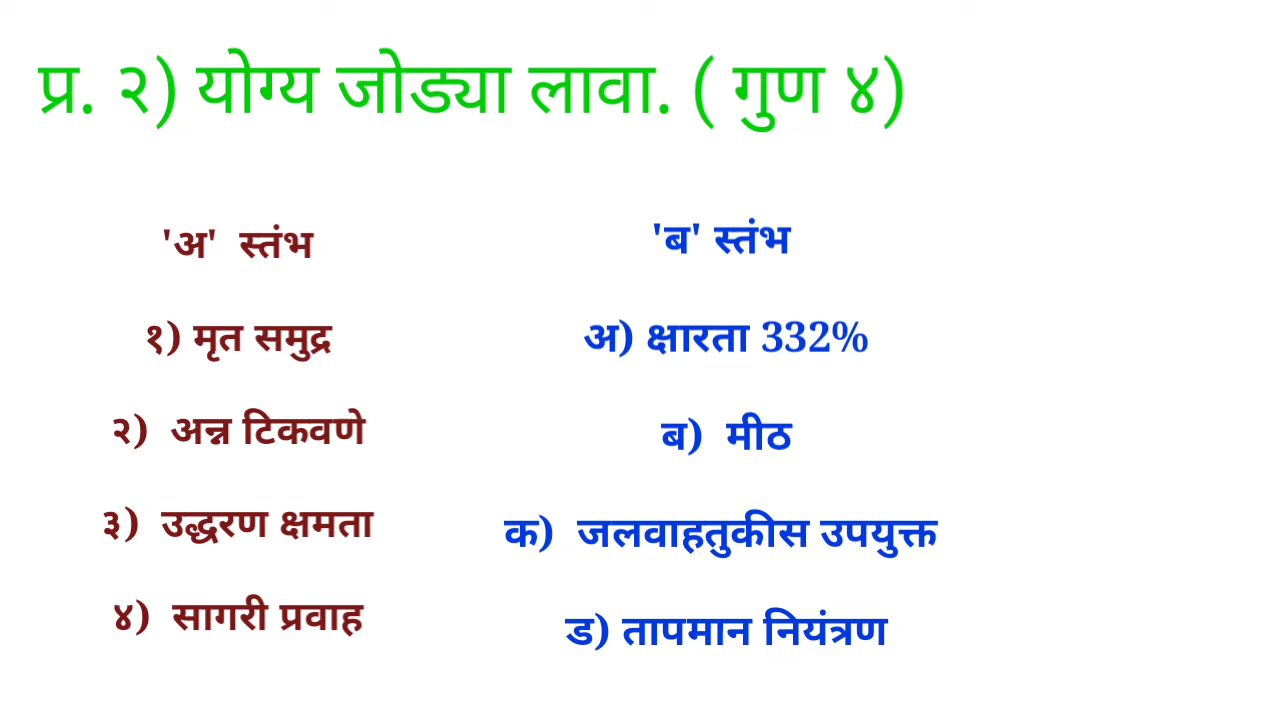 प्र. २) योग्य जोड्या लावा. ( गुण ४)
'अ' स्तंभ
१) मृत समुद्र
२) अन्न टिकवणे
३) उद्धरण क्षमता
४) सागरी प्रवाह
'ब' स्तंभ
अ) क्षारता 332%
ब) मीठ
क) जलवाहतुकीस उपयुक्त
ड) तापमान नियंत्रण